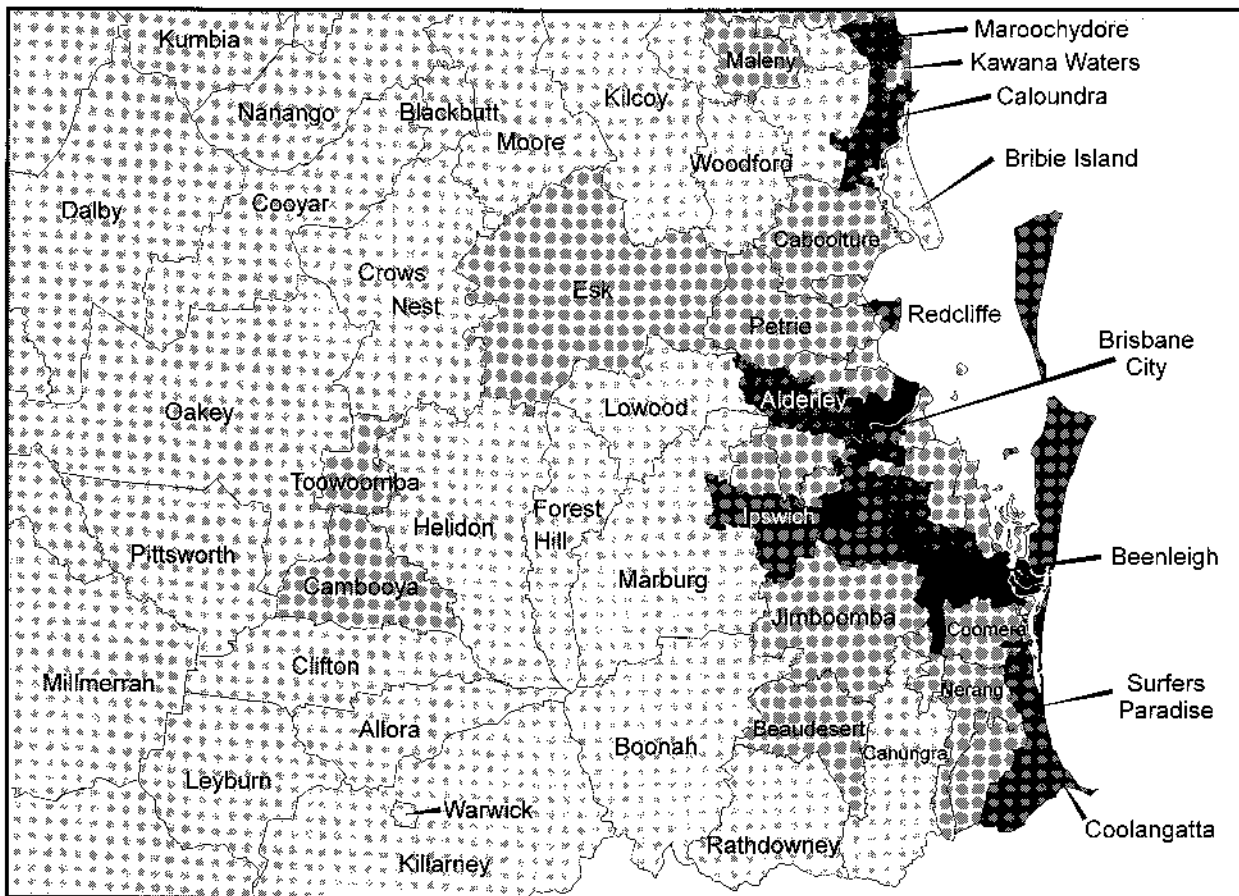 Kumbia
Maroochydore
Maleny
Kawana Waters
Kilcoy
Caloundra
Nanango
Blackbutt
Moore
Woodford
Bribie Island
Dalby
Cooyar
Caboolture
Crows
Nest
Esk
Redcliffe
Petrie
Brisbane
City
Alderley
Lowood
Oakey
Toowoomba
Forest
Hill
Helidon
Ipswich
Pittsworth
Beenleigh
Cambooya
Marburg
Jimboomba
Coomera
Clifton
Millmerran
Nerang
Surfers
Paradise
Allora
Beaudesert
Boonah
Canungra
Leyburn
Warwick
Coolangatta
Rathdowney
Killarney